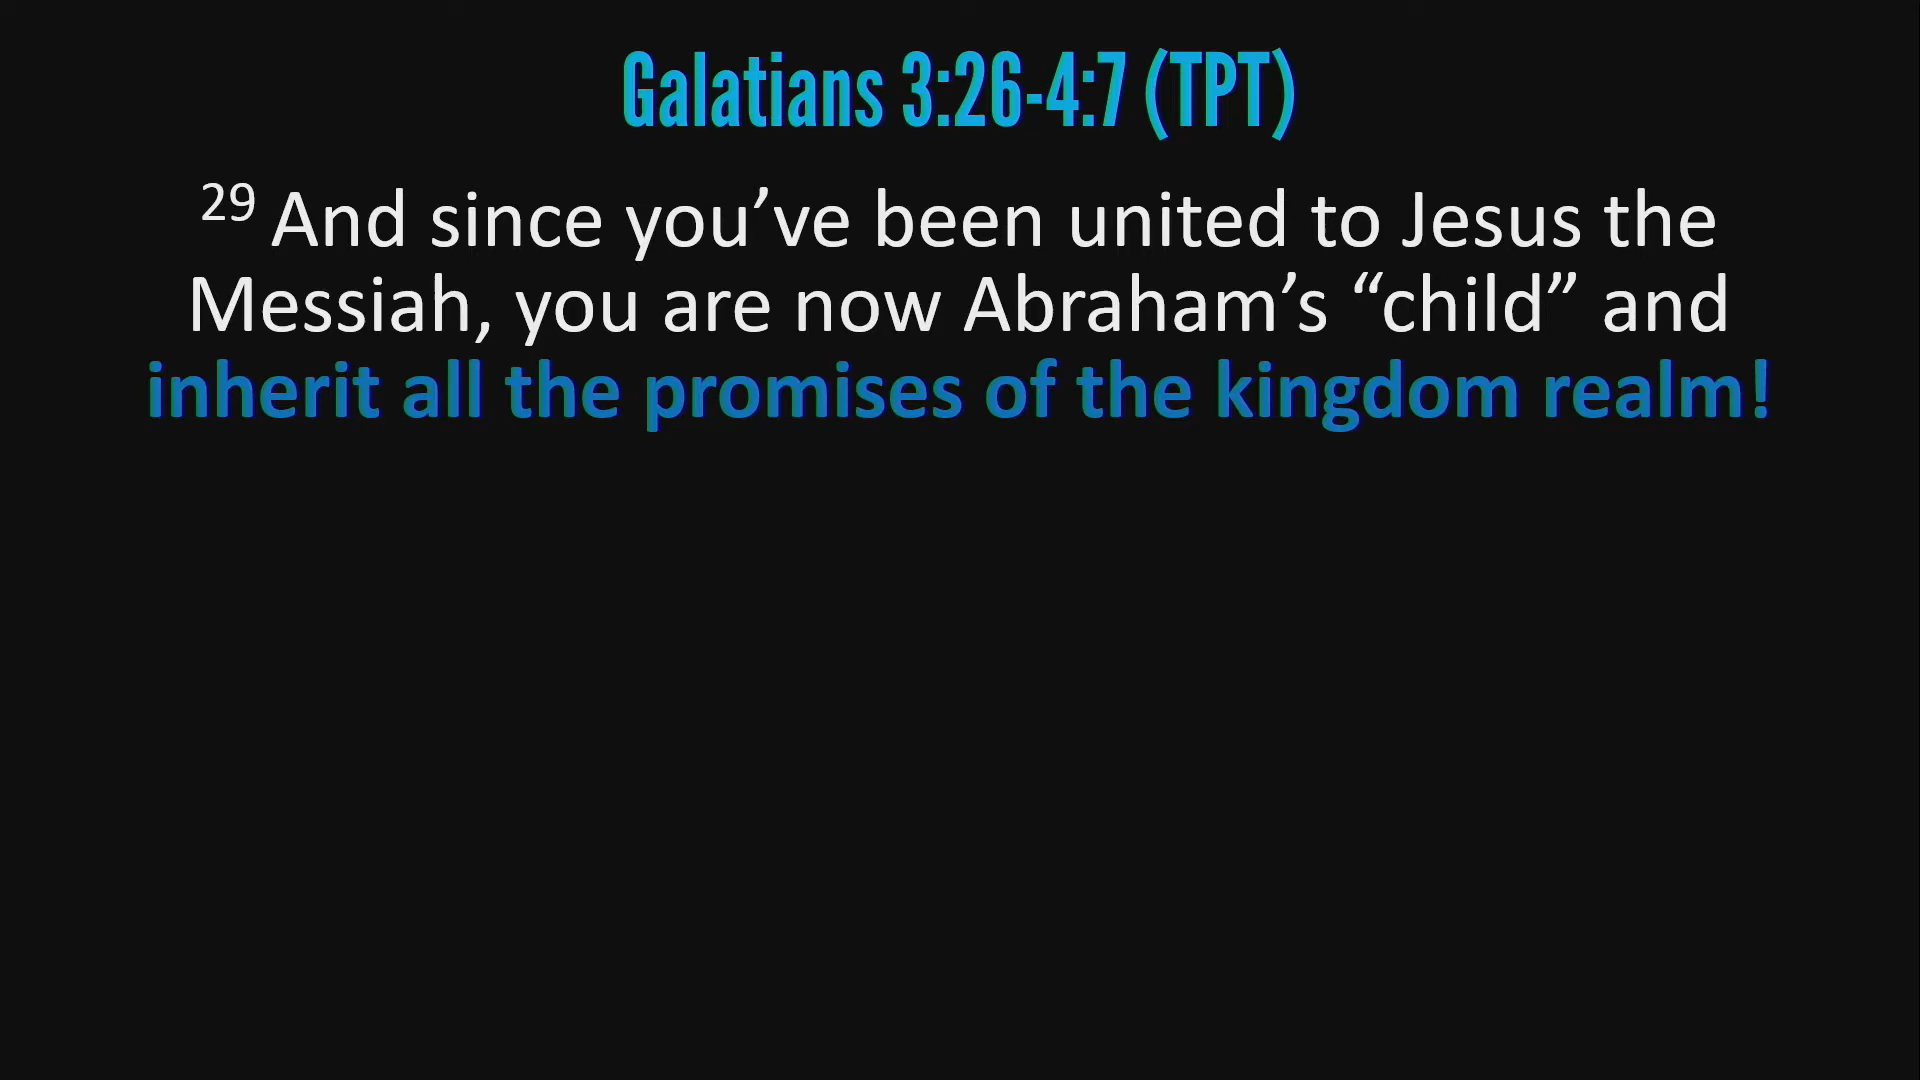 Galatians 3:26-4:7 (TPT)
29 And since you’ve been united to Jesus the
Messiah, you are now Abraham’s “child” and
inherit all the promises of the kingdom realm!